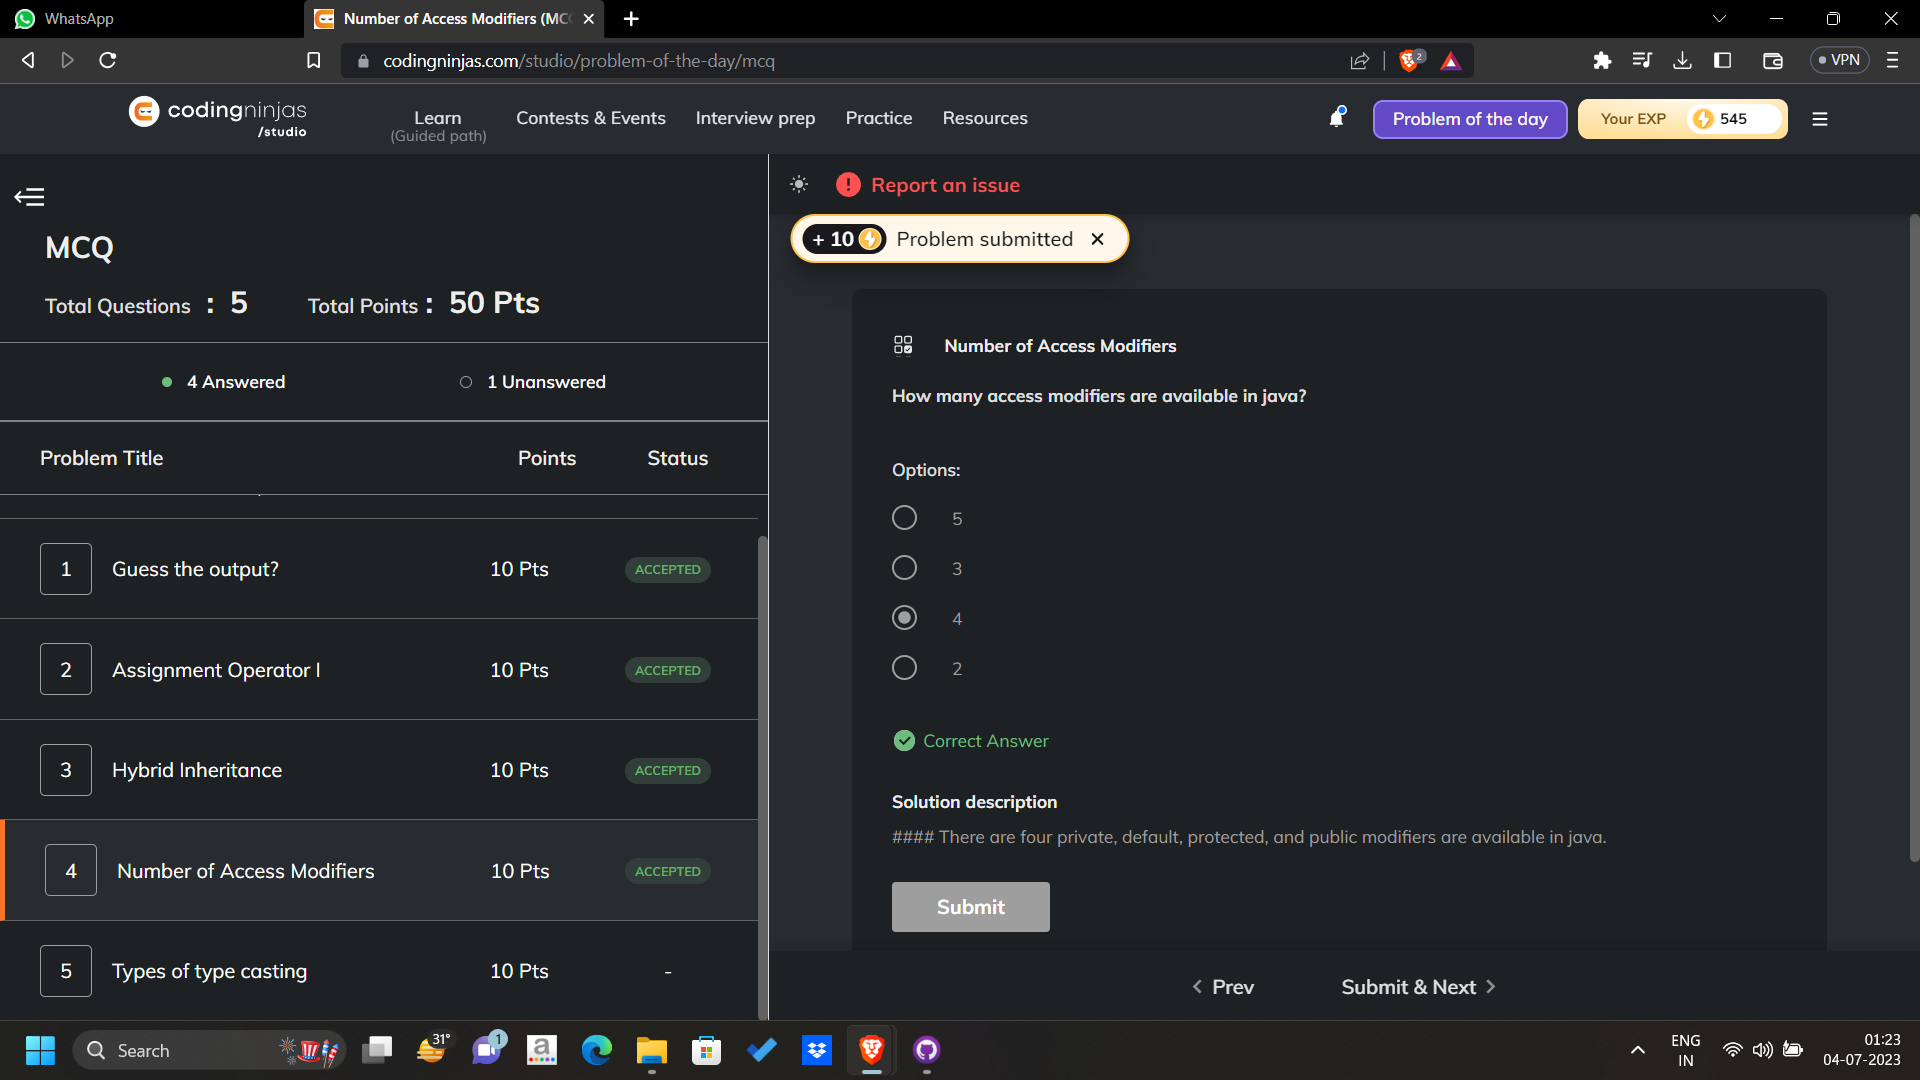 WhatsApp
Number of Access Modifiers (MC
codingninjas.com/studio/problem-of-the-day/mcq
2
VPN
codingninjas
/studio
Learn
(Guided path)
Contests & Events
Interview prep
Practice
Resources
Problem of the day
Your EXP
545
MCQ
Total Questions : 5
Total Points : 50 Pts
4 Answered
1 Unanswered
Problem Title
Points
Status
1 Guess the output? 10 Pts ACCEPTED
2 Assignment Operator I 10 Pts ACCEPTED
3 Hybrid Inheritance 10 Pts ACCEPTED
4 Number of Access Modifiers 10 Pts ACCEPTED
5 Types of type casting 10 Pts -
Report an issue
+ 10 Problem submitted
Number of Access Modifiers
How many access modifiers are available in java?
Options:
5
3
4
2
Correct Answer
Solution description
#### There are four private, default, protected, and public modifiers are available in java.
Submit
Prev
Submit & Next
Search
31°
1
a
ENG
IN
01:23
04-07-2023